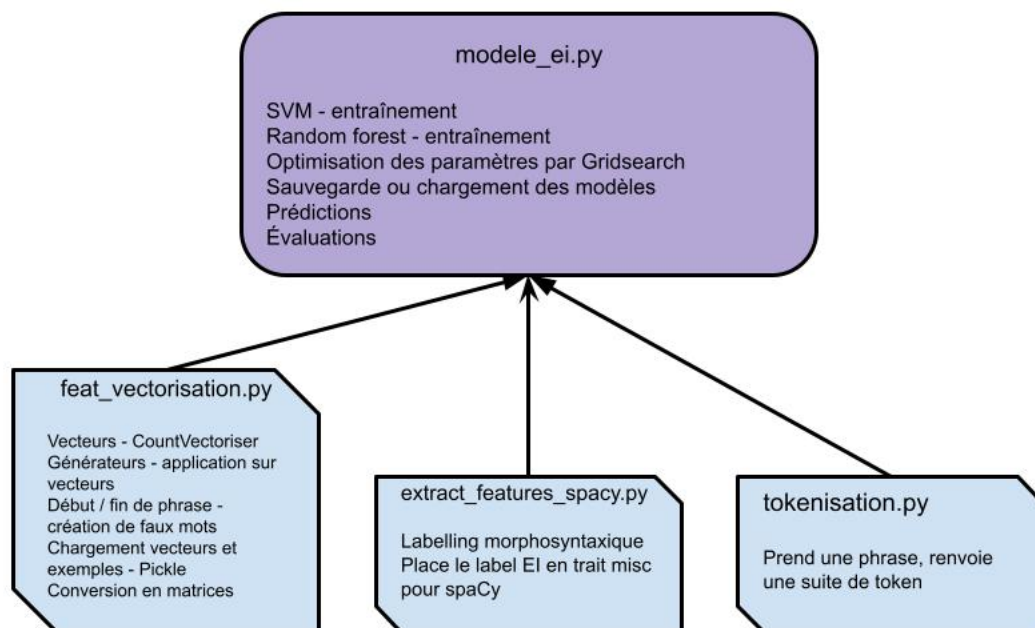 modele_ei.py
SVM - entraînement
Random forest - entraînement
Optimisation des paramètres par Gridsearch
Sauvegarde ou chargement des modèles
Prédictions
Évaluations
feat_vectorisation.py
Vecteurs - CountVectoriser
Générateurs - application sur
vecteurs
Début / fin de phrase -
création de faux mots
Chargement vecteurs et
exemples - Pickle
Conversion en matrices
extract_features_spacy.py
Labelling morphosyntaxique
Place le label EI en trait misc
pour spaCy
tokenisation.py
Prend une phrase, renvoie
une suite de token